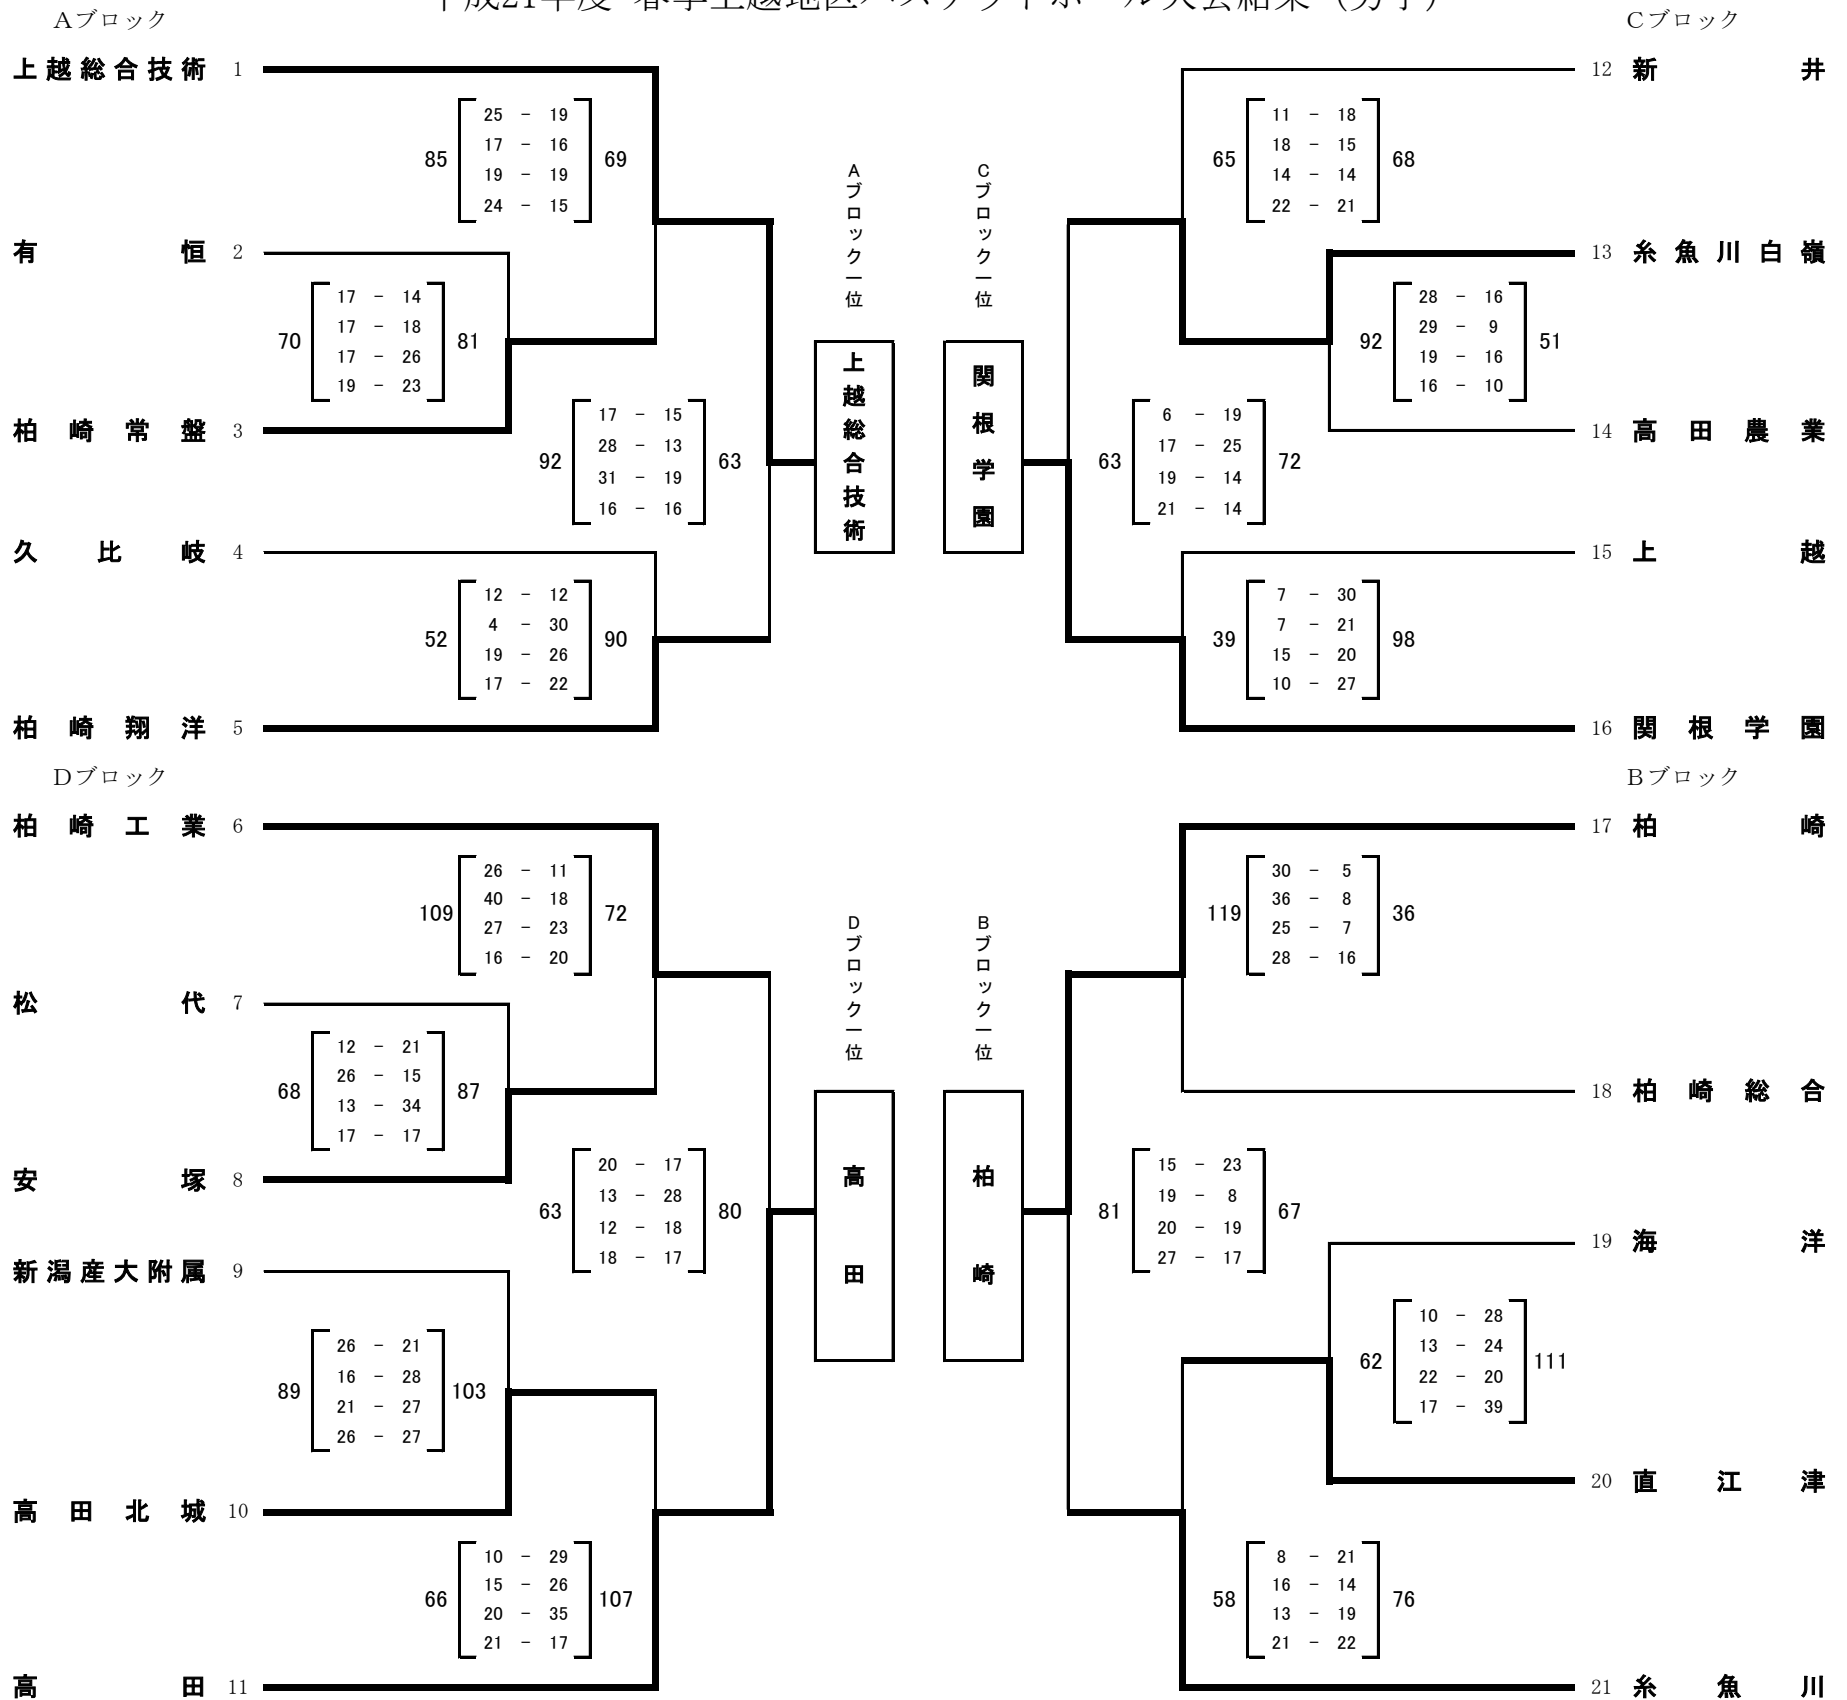 Aブロック
上越総合技術 1
85 69
25 - 19
17 - 16
19 - 19
24 - 15
有恒 2
70 81
17 - 14
17 - 18
17 - 26
19 - 23
柏崎常盤 3
92 63
17 - 15
28 - 13
31 - 19
16 - 16
久比岐 4
52 90
12 - 12
4 - 30
19 - 26
17 - 22
柏崎翔洋 5
Aブロック一位
上越総合技術
Cブロック
12 新井
65 68
11 - 18
18 - 15
14 - 14
22 - 21
13 糸魚川白嶺
92 51
28 - 16
29 - 9
19 - 16
16 - 10
14 高田農業
63 72
6 - 19
17 - 25
19 - 14
21 - 14
15 上越
39 98
7 - 30
7 - 21
15 - 20
10 - 27
16 関根学園
Cブロック一位
関根学園
Dブロック
柏崎工業 6
109 72
26 - 11
40 - 18
27 - 23
16 - 20
松代 7
68 87
12 - 21
26 - 15
13 - 34
17 - 17
安塚 8
63 80
20 - 17
13 - 28
12 - 18
18 - 17
新潟産大附属 9
89 103
26 - 21
16 - 28
21 - 27
26 - 27
高田北城 10
66 107
10 - 29
15 - 26
20 - 35
21 - 17
高田 11
Dブロック一位
高田
Bブロック
17 柏崎
119 36
30 - 5
36 - 8
25 - 7
28 - 16
18 柏崎総合
81 67
15 - 23
19 - 8
20 - 19
27 - 17
19 海洋
62 111
10 - 28
13 - 24
22 - 20
17 - 39
20 直江津
58 76
8 - 21
16 - 14
13 - 19
21 - 22
21 糸魚川
Bブロック一位
柏崎